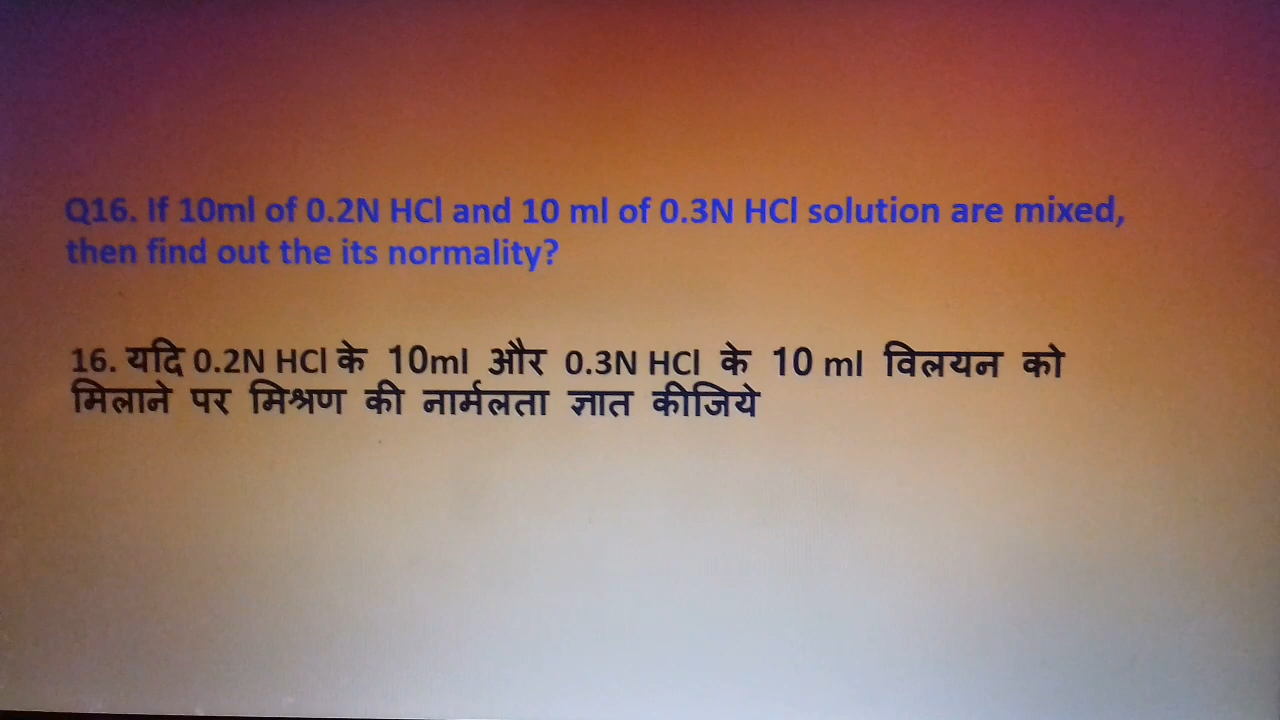 Q16. If 10ml of 0.2N HCl and 10 ml of 0.3N HCl solution are mixed,
then find out the its normality?
16. यदि 0.2N HCl के 10ml और 0.3N HCl के 10 ml विलयन को
मिलाने पर मिश्रण की नार्मलता ज्ञात कीजिये